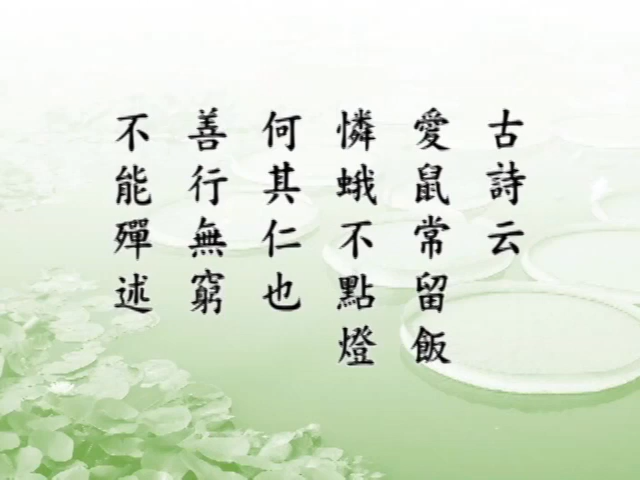 古詩云
愛鼠常留飯
憐蛾不點燈
何其仁也
善行無窮
不能殫述